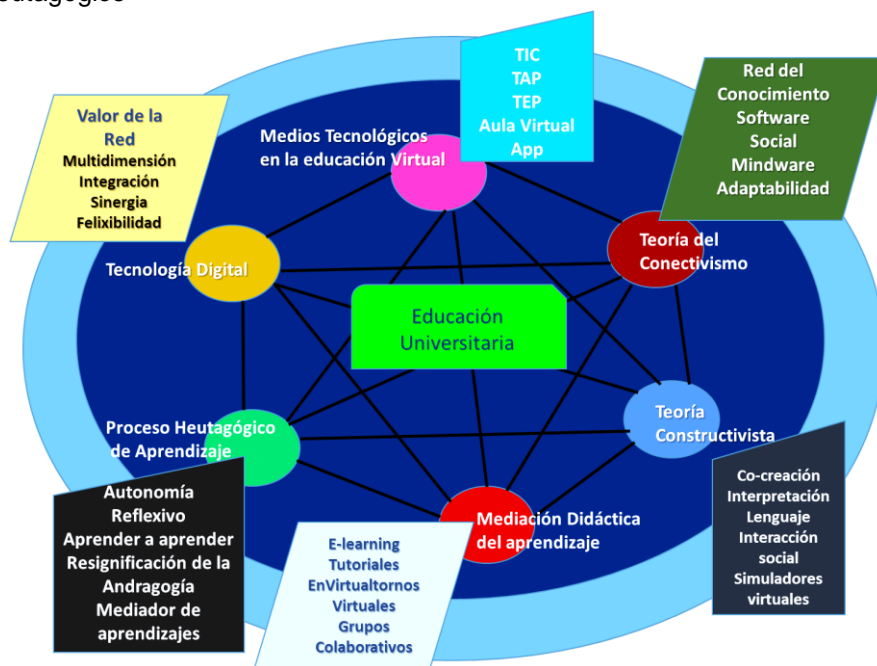 TIC
TAP
TEP
Aula Virtual
App
Red del
Conocimiento
Software
Social
Mindware
Adaptabilidad
Valor de la
Red
Multidimensión
Integración
Sinergia
Felixibilidad
Medios Tecnológicos
en la educación Virtual
Teoría del
Conectivismo
Tecnología Digital
Educación
Universitaria
Proceso Heutagógico
de Aprendizaje
Teoría
Constructivista
Mediación Didáctica
del aprendizaje
Autonomía
Reflexivo
Aprender a aprender
Resignificación de la
Andragogía
Mediador de
aprendizajes
E-learning
Tutoriales
EnVirtualtornos
Virtuales
Grupos
Colaborativos
Co-creación
Interpretación
Lenguaje
Interacción
social
Simuladores
virtuales